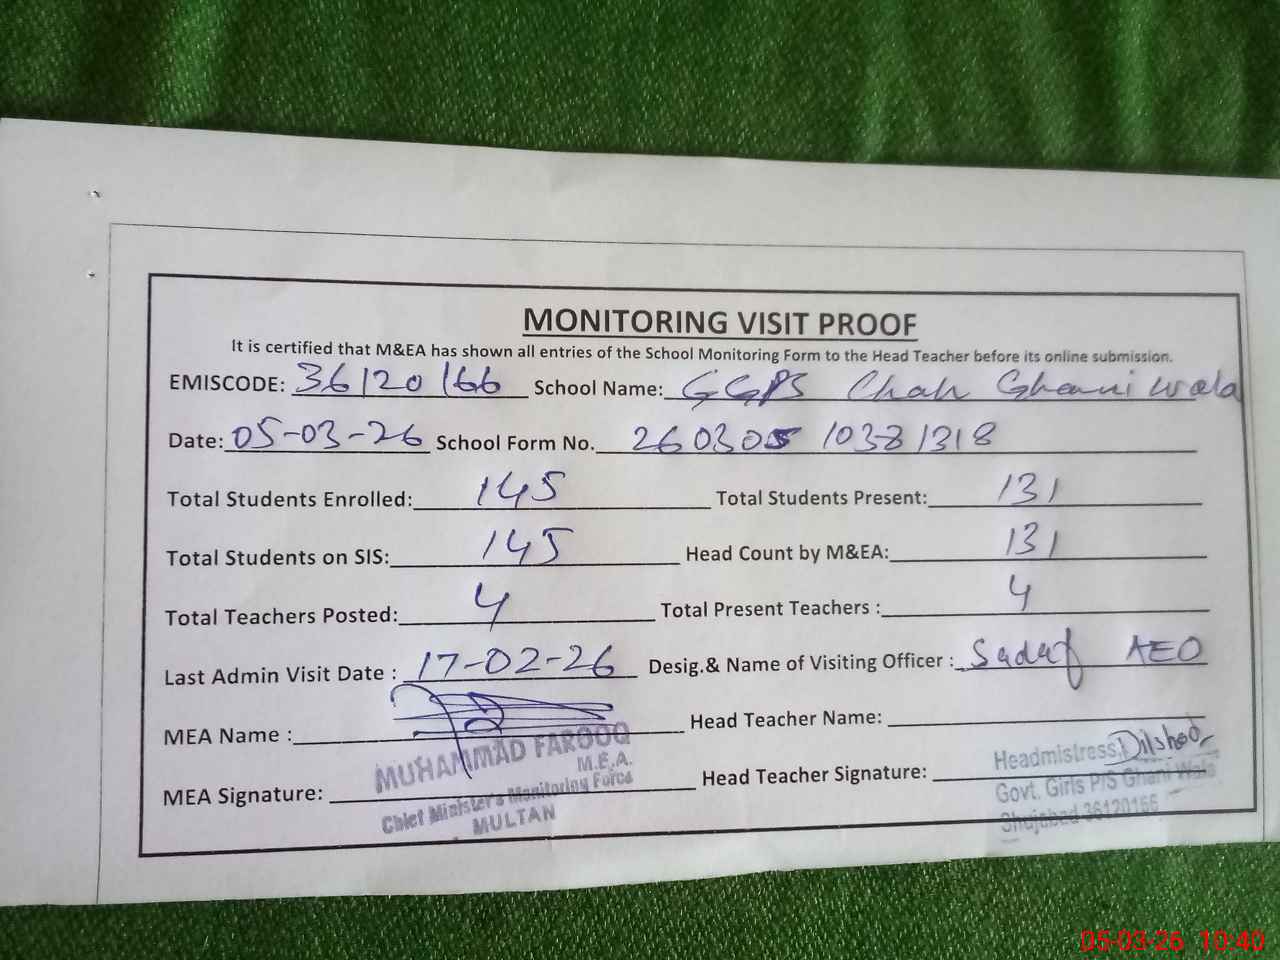 MONITORING VISIT PROOF
It is certified that M&EA has shown all entries of the School Monitoring Form to the Head Teacher before its online submission.
EMISCODE: 36120166 School Name: GGPS Chah Ghani wala
Date: 05-03-26 School Form No. 260305 10381318
Total Students Enrolled: 145 Total Students Present: 131
Total Students on SIS: 145 Head Count by M&EA: 131
Total Teachers Posted: 4 Total Present Teachers : 4
Last Admin Visit Date : 17-02-26 Desig.& Name of Visiting Officer : Sadaf AEO
MEA Name : Head Teacher Name:
MUHAMMAD FAROOQ
M.E.A.
Chief Minister's Monitoring Force
MULTAN
MEA Signature: Head Teacher Signature:
Headmistress Dilshad
Govt. Girls P/S Ghani Wala
Shujabad 36120166
05-03-26 10:40